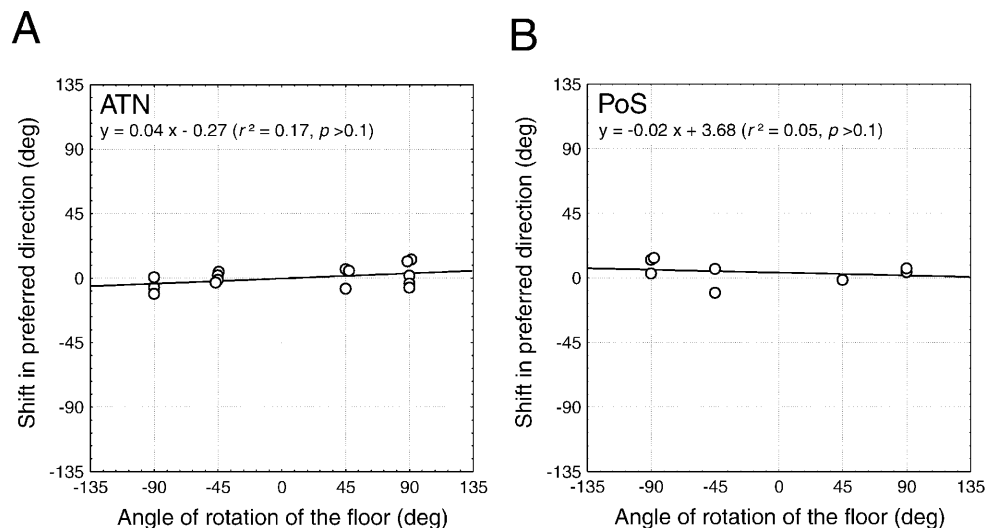 A
ATN
y = 0.04 x - 0.27 (r² = 0.17, p >0.1)
135
90
45
0
-45
-90
-135
-135 -90 -45 0 45 90 135
Shift in preferred direction (deg)
Angle of rotation of the floor (deg)
B
PoS
y = -0.02 x + 3.68 (r² = 0.05, p >0.1)
135
90
45
0
-45
-90
-135
-135 -90 -45 0 45 90 135
Shift in preferred direction (deg)
Angle of rotation of the floor (deg)